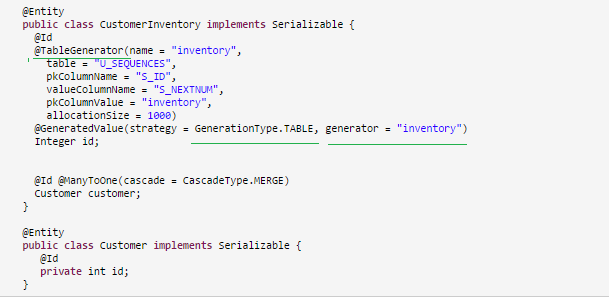 @Entity
public class CustomerInventory implements Serializable {
@Id
@TableGenerator(name = "inventory",
table = "U_SEQUENCES",
pkColumnName = "S_ID",
valueColumnName = "S_NEXTNUM",
pkColumnValue = "inventory",
allocationSize = 1000)
@GeneratedValue(strategy = GenerationType.TABLE, generator = "inventory")
Integer id;
@Id @ManyToOne(cascade = CascadeType.MERGE)
Customer customer;
}
@Entity
public class Customer implements Serializable {
@Id
private int id;
}